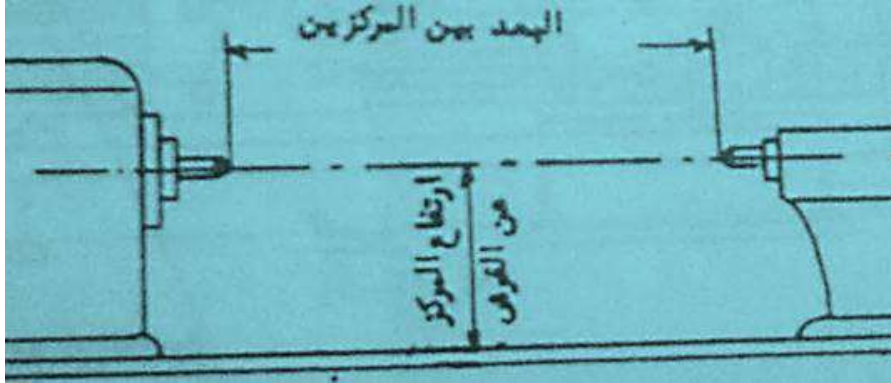 البعد بين المركزين
ارتفاع المركز
عن الفرش